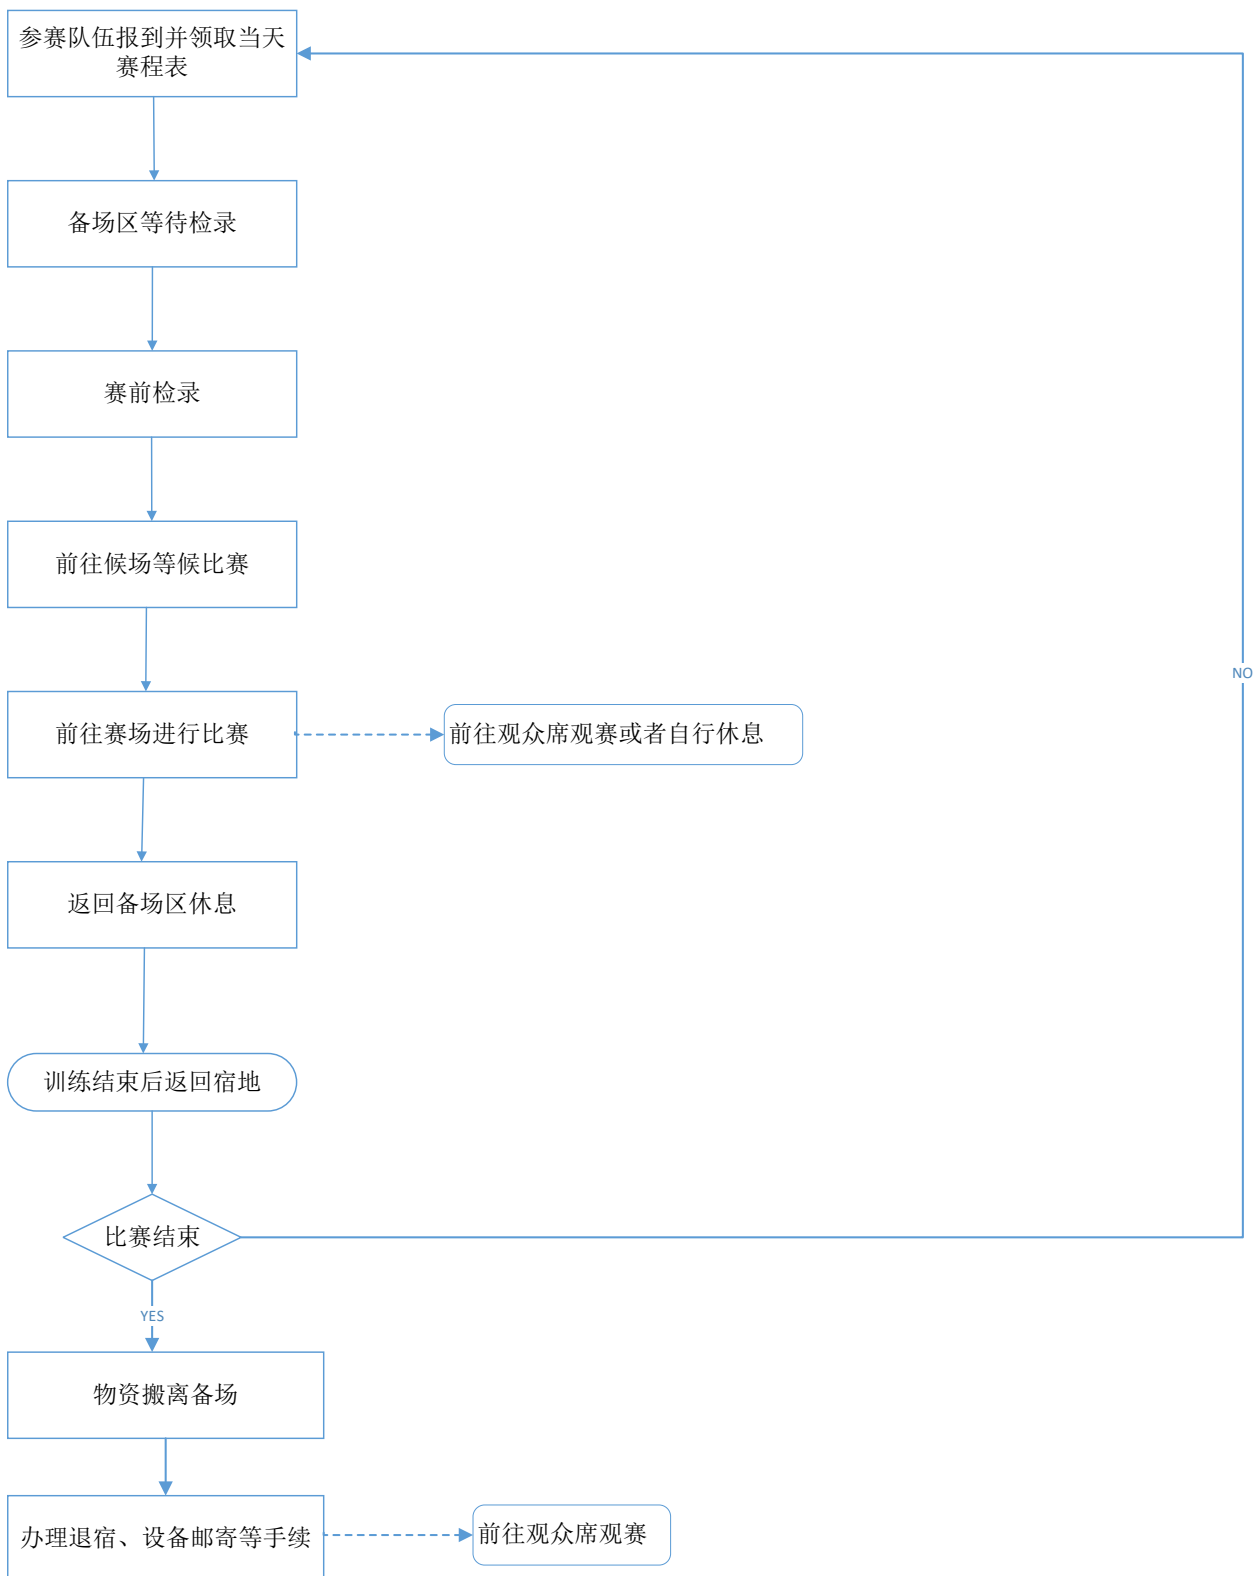 参赛队伍报到并领取当天
赛程表
备场区等待检录
赛前检录
前往候场等候比赛
NO
前往赛场进行比赛
前往观众席观赛或者自行休息
返回备场区休息
训练结束后返回宿地
比赛结束
YES
物资搬离备场
办理退宿、设备邮寄等手续
前往观众席观赛